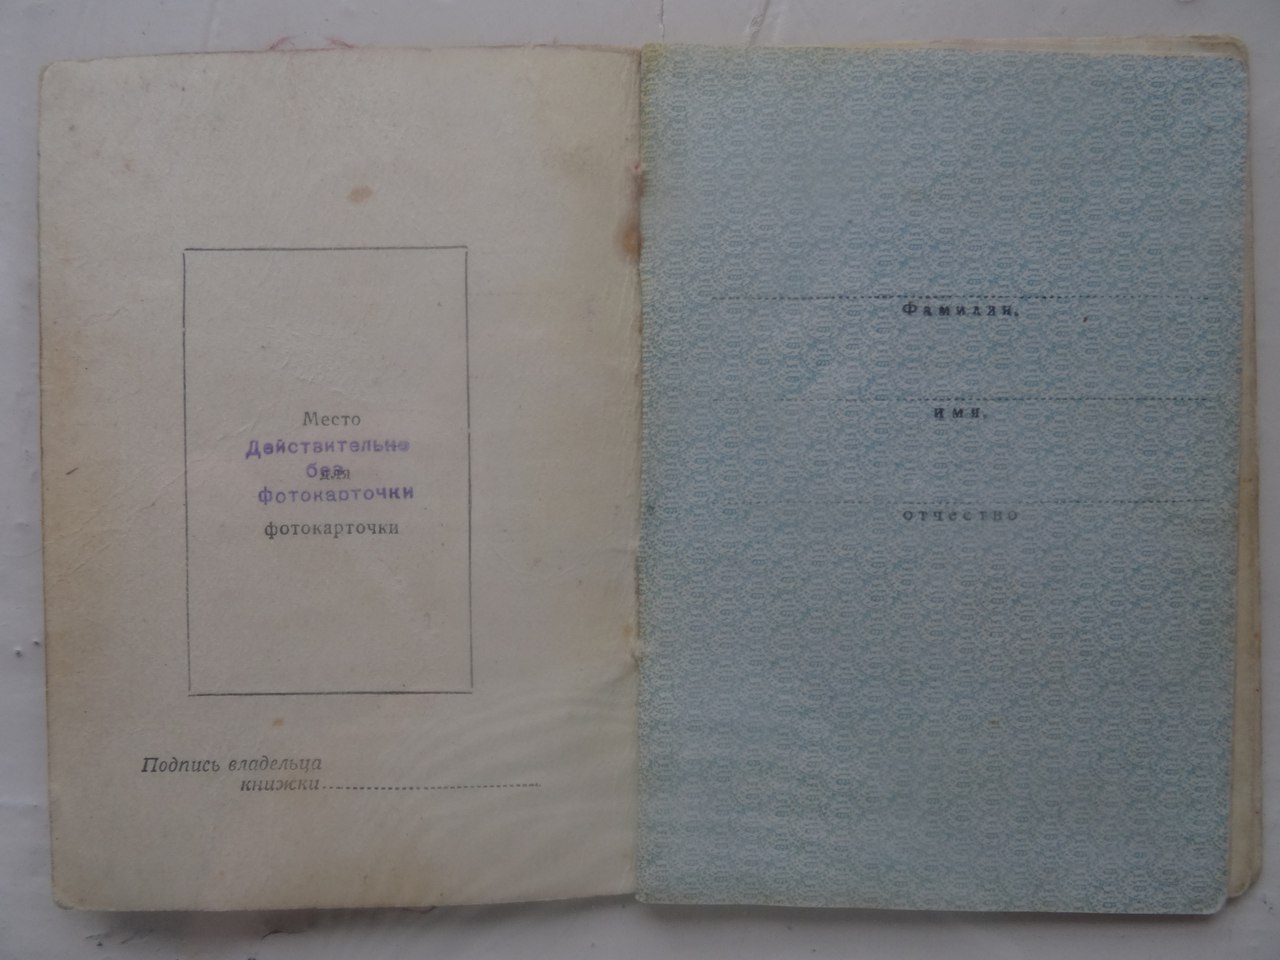 Место
Действительно
без
для
фотокарточки
фотокарточки
Подпись владельца
книжки
Фамилия,
имя,
отчество